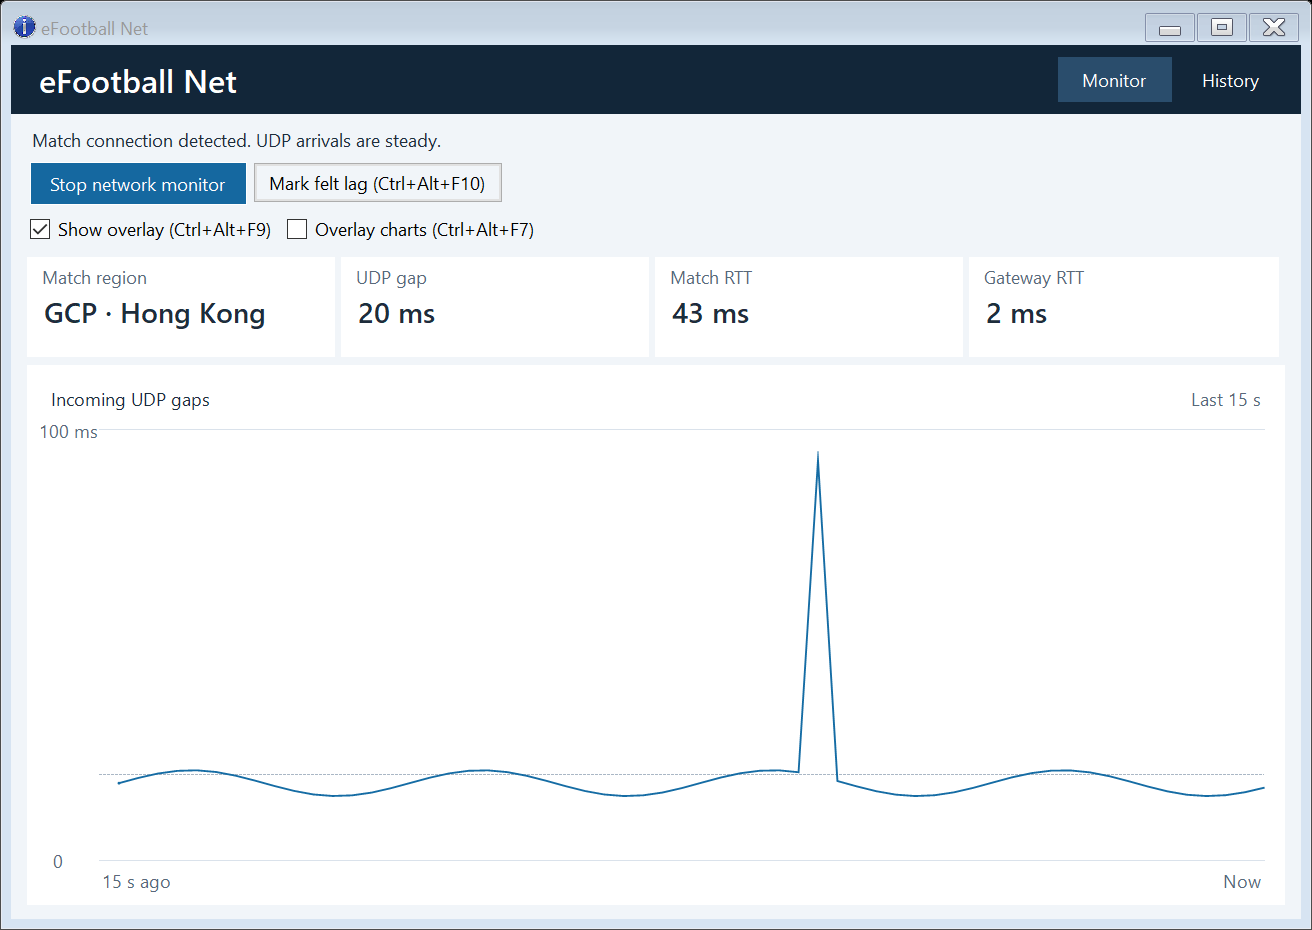 eFootball Net
eFootball Net
Monitor
History
Match connection detected. UDP arrivals are steady.
Stop network monitor
Mark felt lag (Ctrl+Alt+F10)
Show overlay (Ctrl+Alt+F9)
Overlay charts (Ctrl+Alt+F7)
Match region
GCP · Hong Kong
UDP gap
20 ms
Match RTT
43 ms
Gateway RTT
2 ms
Incoming UDP gaps
Last 15 s
100 ms
0
15 s ago
Now